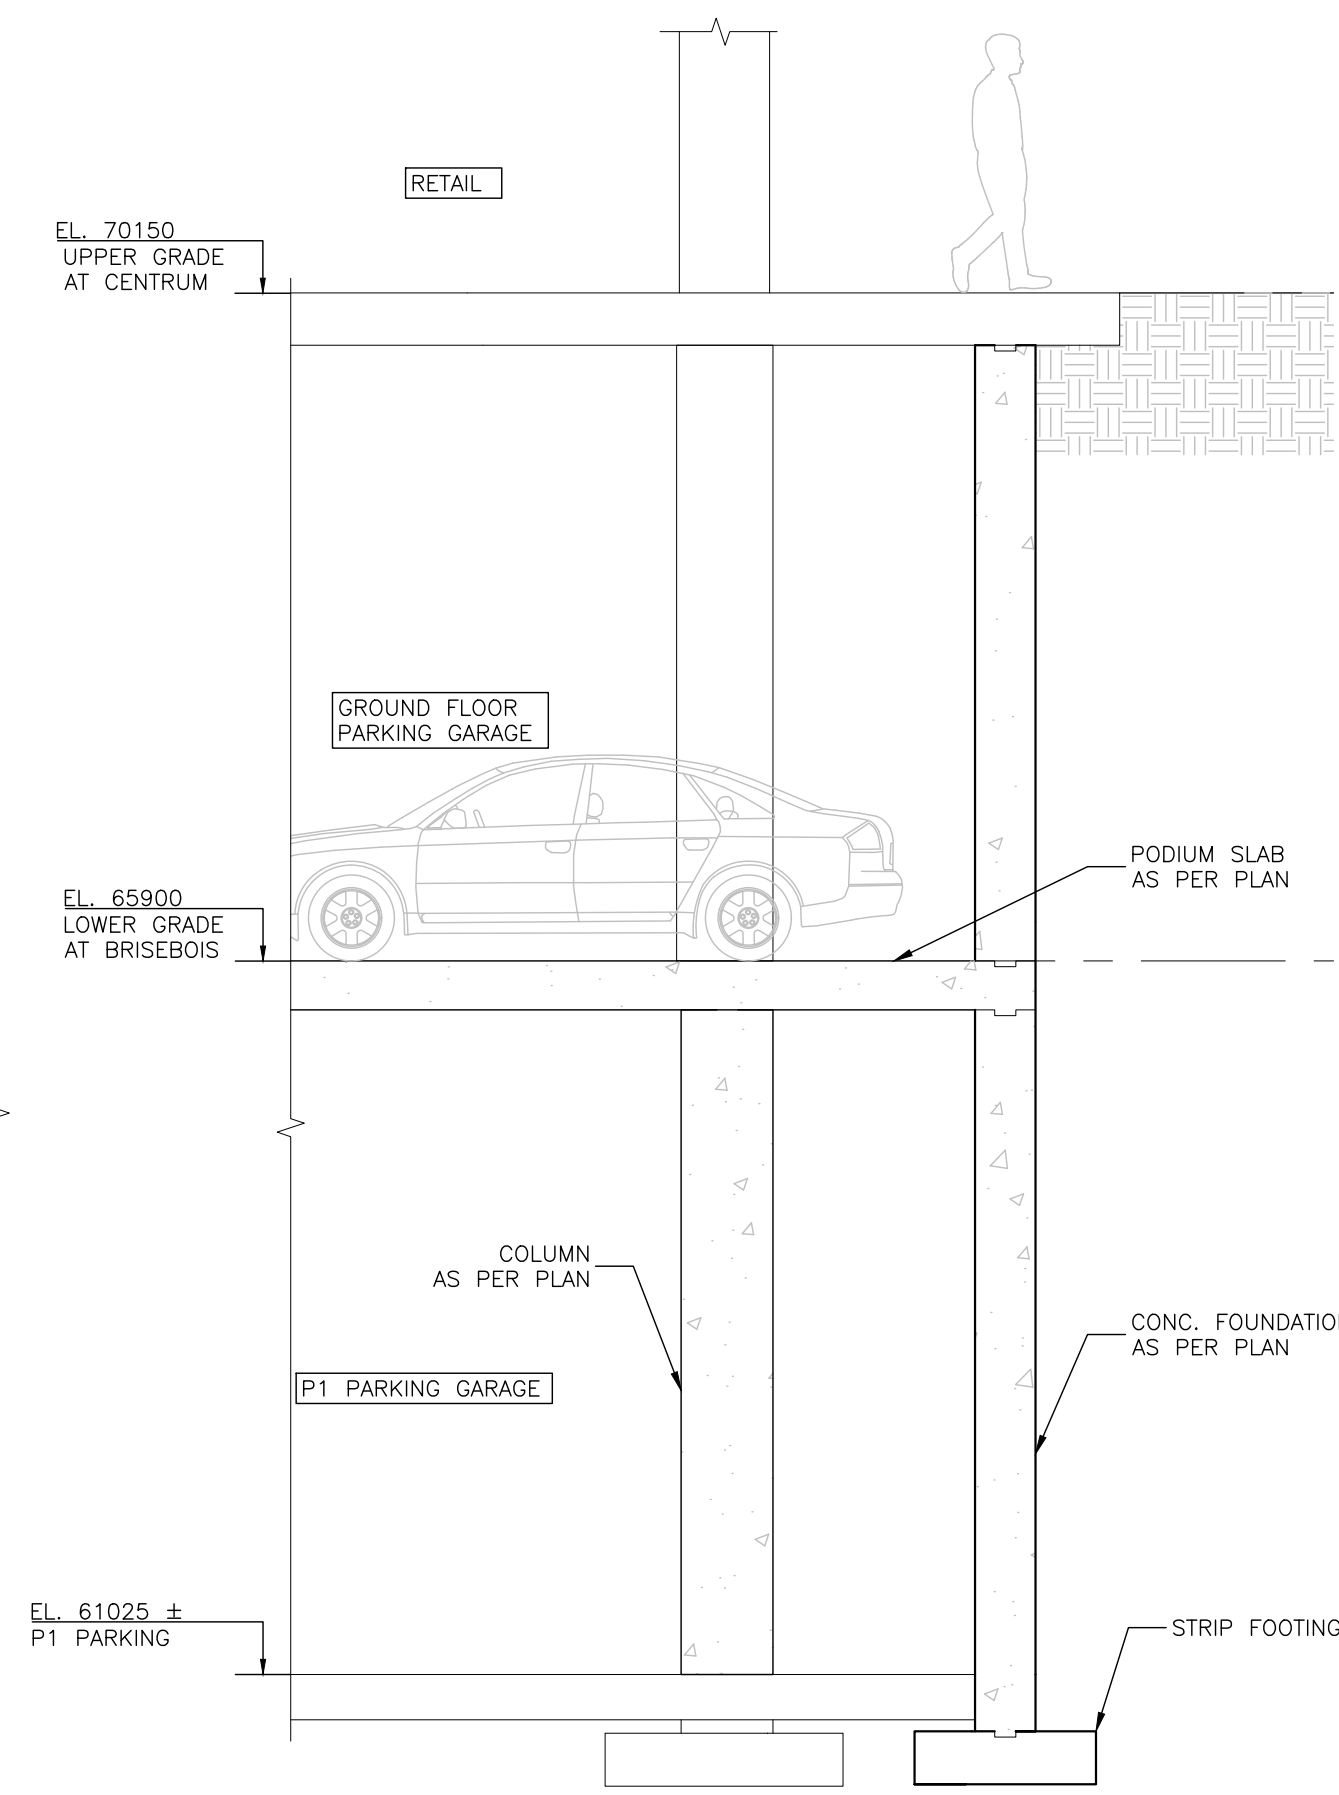 RETAIL
EL. 70150
UPPER GRADE
AT CENTRUM
GROUND FLOOR
PARKING GARAGE
PODIUM SLAB
AS PER PLAN
EL. 65900
LOWER GRADE
AT BRISEBOIS
COLUMN
AS PER PLAN
CONC. FOUNDATIO
AS PER PLAN
P1 PARKING GARAGE
EL. 61025 ±
P1 PARKING
STRIP FOOTING